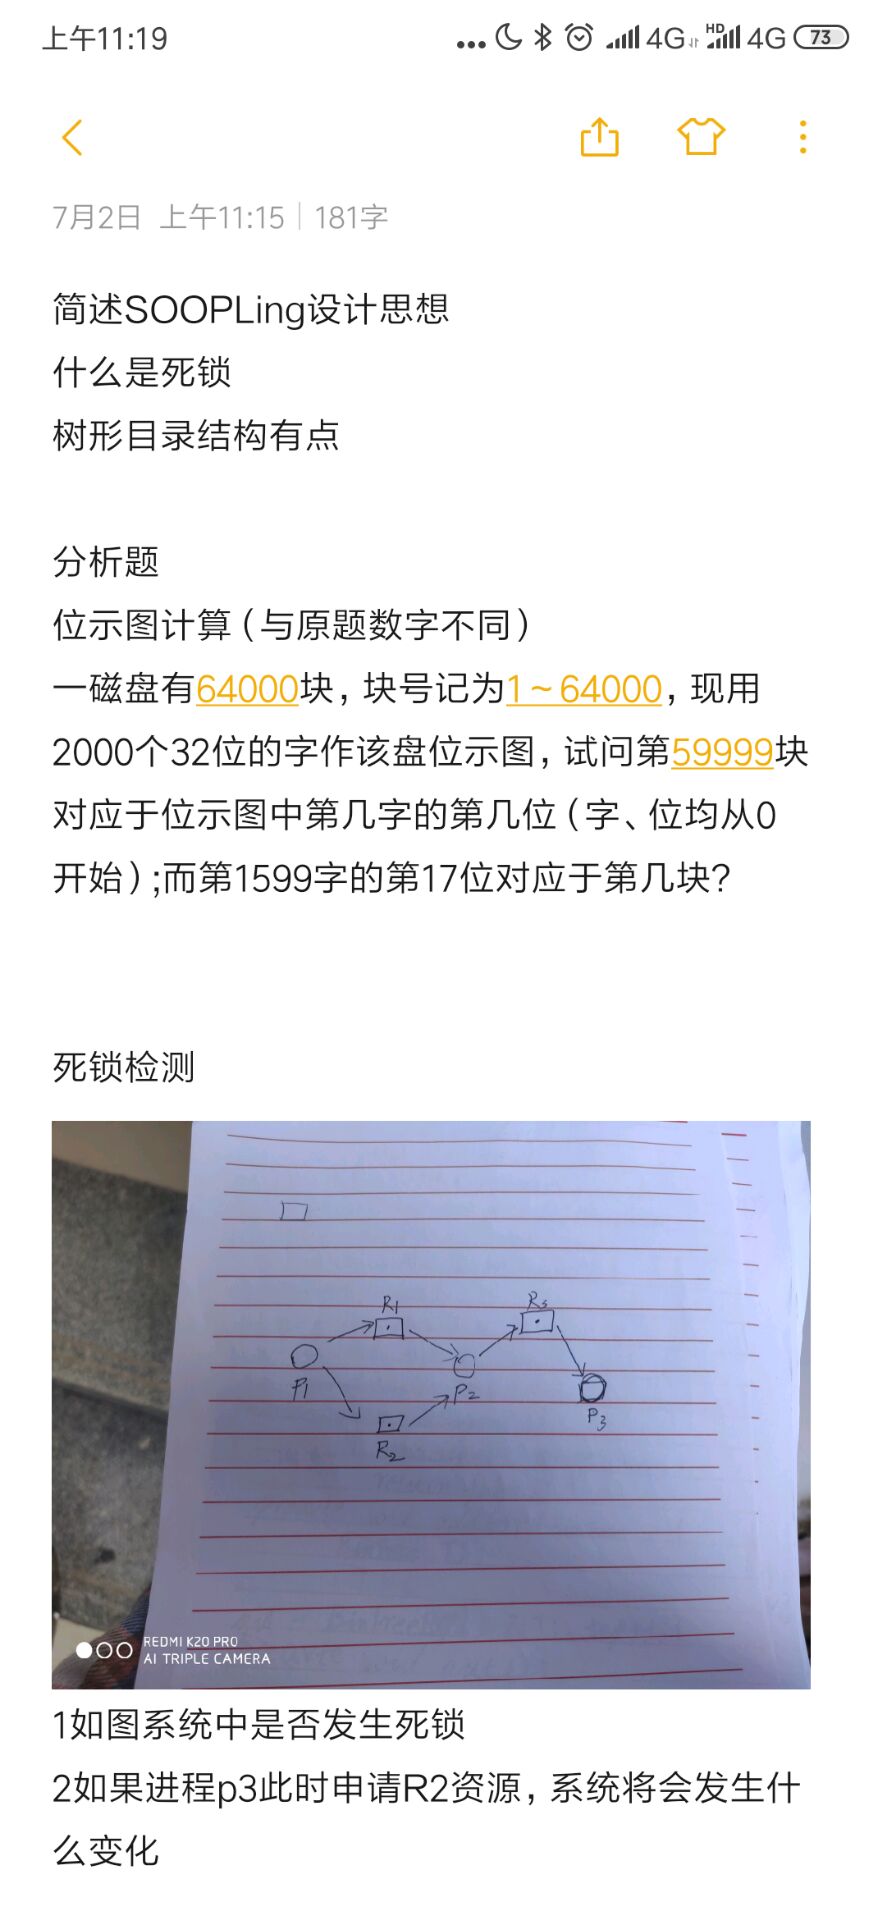 上午11:19
... 4G HD 4G 73
7月2日 上午11:15 | 181字
简述SOOPLing设计思想
什么是死锁
树形目录结构有点
分析题
位示图计算（与原题数字不同）
一磁盘有64000块，块号记为1~64000，现用
2000个32位的字作该盘位示图，试问第59999块
对应于位示图中第几字的第几位（字、位均从0
开始）;而第1599字的第17位对应于第几块?
死锁检测
R1
R3
P1
P2
P3
R2
REDMI K20 PRO
AI TRIPLE CAMERA
1如图系统中是否发生死锁
2如果进程p3此时申请R2资源，系统将会发生什
么变化